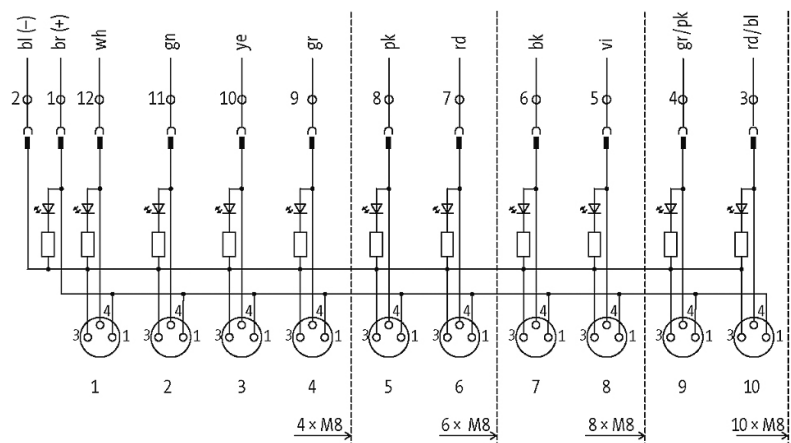 bl (–) br (+) wh gn ye gr pk rd bk vi gr/pk rd/bl
2 1 12 11 10 9 8 7 6 5 4 3
4 4 4 4 4 4 4 4 4 4
3 1 3 1 3 1 3 1 3 1 3 1 3 1 3 1 3 1 3 1
1 2 3 4 5 6 7 8 9 10
4 × M8 6 × M8 8 × M8 10 × M8